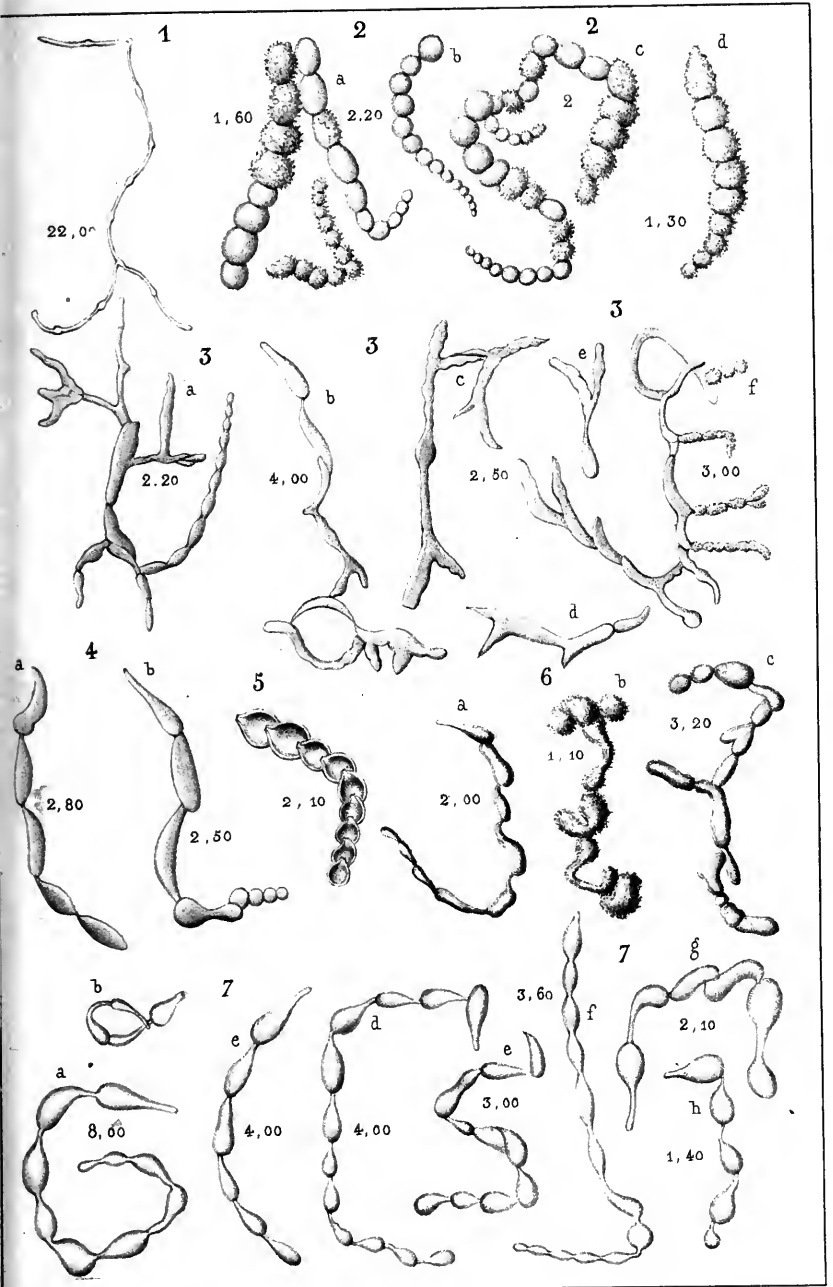 1 2 2
a b c d
1,60 2,20 2 1,30
22,00
3 3 3
a b c e f
2.20 4,00 2,50 3,00
d
4 5 6
a b a b c
2,80 2,50 2,10 2,00 1,10 3,20
7 7
b e d 3,60 f g
a e 2,10
8,00 4,00 4,00 3,00 h
1,40